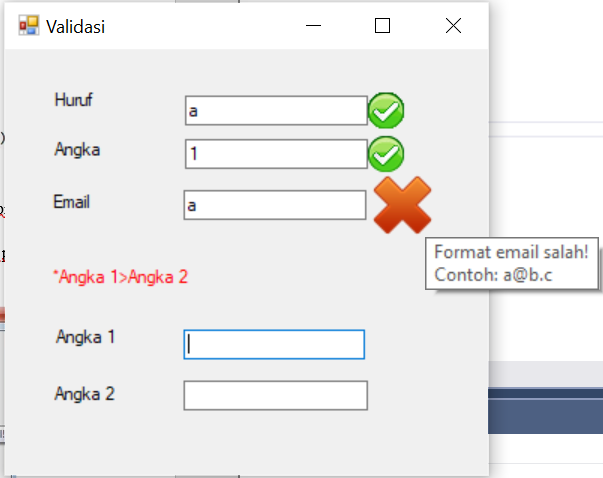 Validasi
Huruf
a
Angka
1
Email
a
Format email salah!
Contoh: a@b.c
*Angka 1>Angka 2
Angka 1
Angka 2